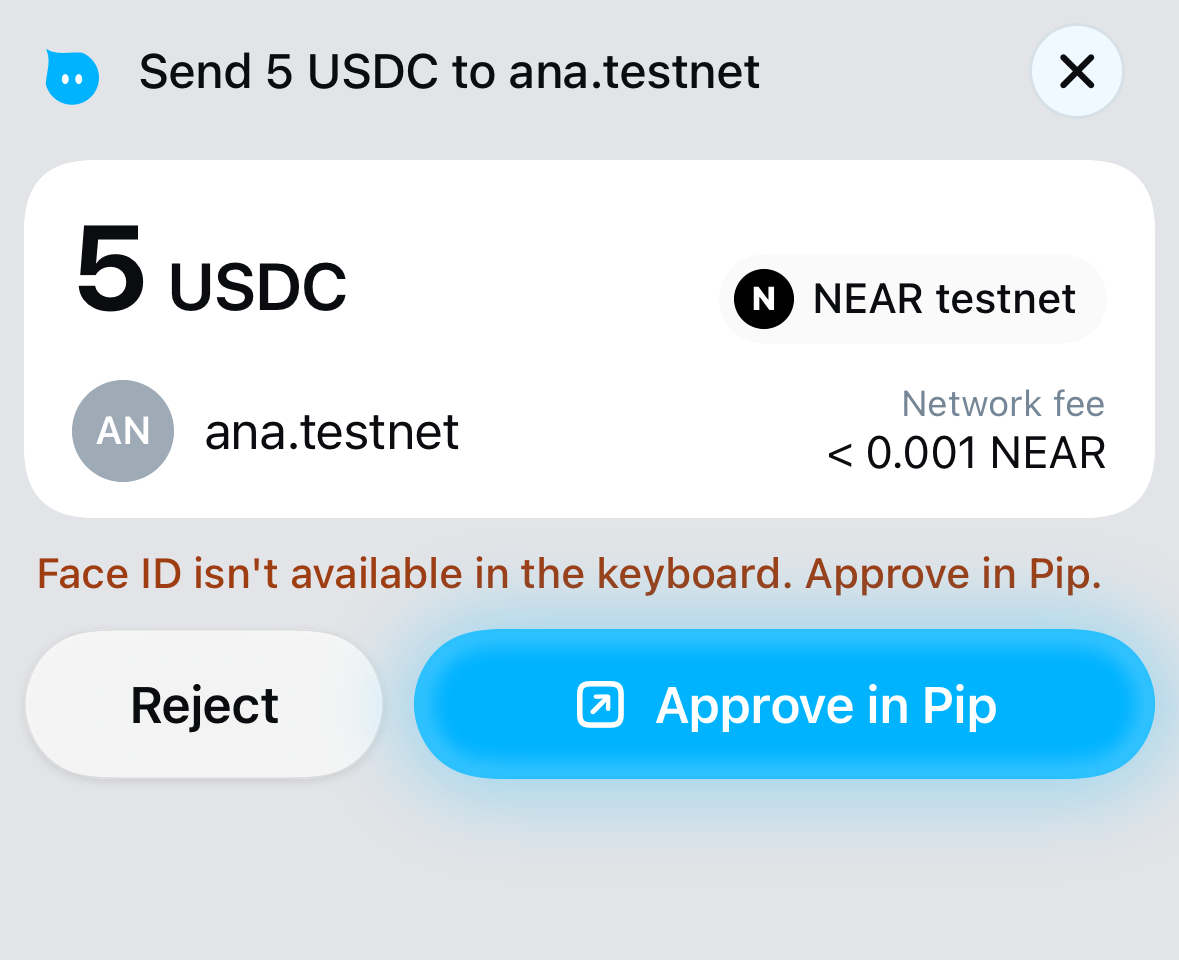 Send 5 USDC to ana.testnet
5 USDC
N NEAR testnet
AN ana.testnet
Network fee
< 0.001 NEAR
Face ID isn't available in the keyboard. Approve in Pip.
Reject
Approve in Pip